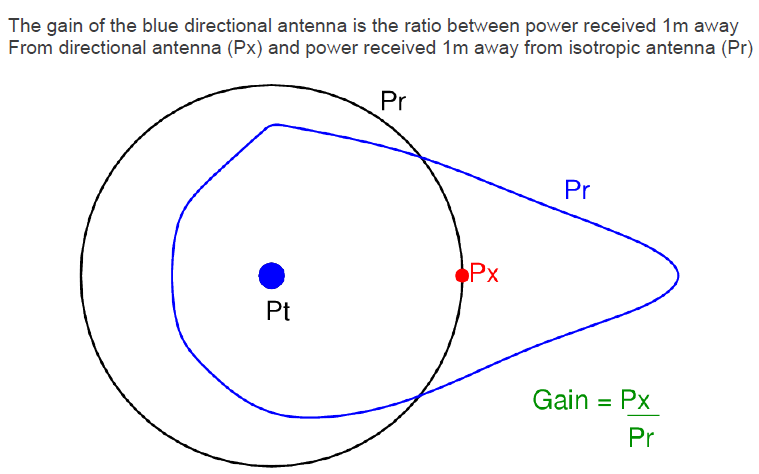 The gain of the blue directional antenna is the ratio between power received 1m away
From directional antenna (Px) and power received 1m away from isotropic antenna (Pr)
Pr
Pr
Px
Pt
Gain = Px
Pr